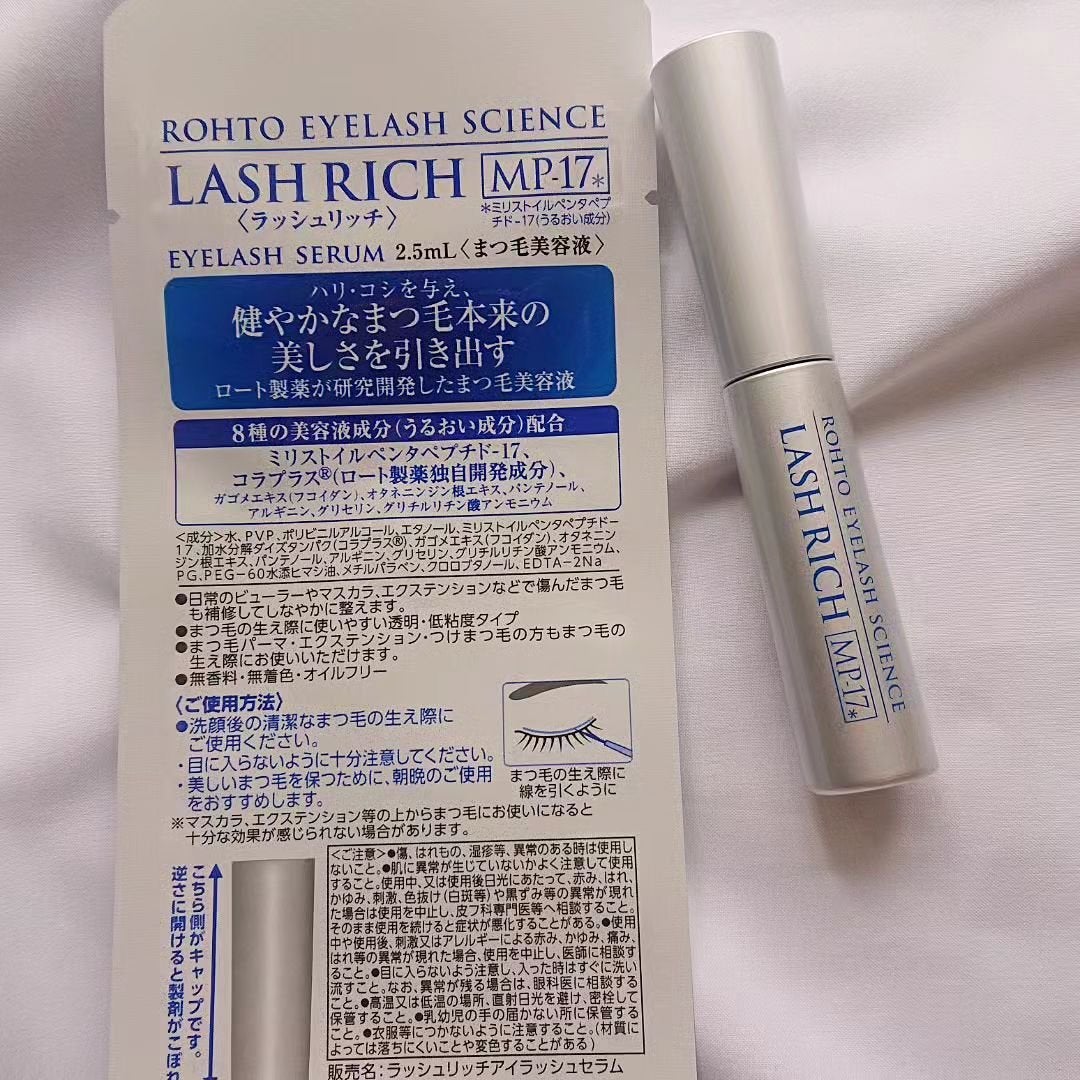 ROHTO EYELASH SCIENCE
LASH RICH MP-17*
〈ラッシュリッチ〉
*ミリストイルペンタペプ
チド-17(うるおい成分)
EYELASH SERUM 2.5mL〈まつ毛美容液〉
ハリ・コシを与え、
健やかなまつ毛本来の
美しさを引き出す
ロート製薬が研究開発したまつ毛美容液
8種の美容液成分(うるおい成分)配合
ミリストイルペンタペプチド-17、
コラプラス®(ロート製薬独自開発成分)、
ガゴメエキス(フコイダン)、オタネニンジン根エキス、パンテノール、
アルギニン、グリセリン、グリチルリチン酸アンモニウム
<成分>水、PVP、ポリビニルアルコール、エタノール、ミリストイルペンタペプチドー
17、加水分解ダイズタンパク(コラプラス®)、ガゴメエキス(フコイダン)、オタネニン
ジン根エキス、パンテノール、アルギニン、グリセリン、グリチルリチン酸アンモニウム、
PG、PEG-60水添ヒマシ油、メチルパラベン、クロロブタノール、EDTA-2Na
●日常のビューラーやマスカラ、エクステンションなどで傷んだまつ毛
も補修してしなやかに整えます。
●まつ毛の生え際に使いやすい透明・低粘度タイプ
●まつ毛パーマ・エクステンション・つけまつ毛の方もまつ毛の
生え際にお使いいただけます。
●無香料・無着色・オイルフリー
〈ご使用方法〉
●洗顔後の清潔なまつ毛の生え際に
ご使用ください。
・目に入らないように十分注意してください。
・美しいまつ毛を保つために、朝晩のご使用
をおすすめします。
まつ毛の生え際に
線を引くように
※マスカラ、エクステンション等の上からまつ毛にお使いになると
十分な効果が感じられない場合があります。
こちら側がキャップです。
逆さに開けると製剤がこぼれ
<ご注意>●傷、はれもの、湿疹等、異常のある時は使用し
ないこと。●肌に異常が生じていないかよく注意して使用
すること。使用中、又は使用後日光にあたって、赤み、はれ、
かゆみ、刺激、色抜け(白斑等)や黒ずみ等の異常が現れ
た場合は使用を中止し、皮フ科専門医等へ相談すること。
そのまま使用を続けると症状が悪化することがある。●使用
中や使用後、刺激又はアレルギーによる赤み、かゆみ、痛み、
はれ等の異常が現れた場合、使用を中止し、医師に相談す
ること。●目に入らないよう注意し、入った時はすぐに洗い
流すこと。なお、異常が残る場合は、眼科医に相談する
こと。●高温又は低温の場所、直射日光を避け、密栓して
保管すること。●乳幼児の手の届かない所に保管する
こと。●衣服等につかないように注意すること。(材質に
よっては落ちにくいことや変色することがある)
販売名:ラッシュリッチアイラッシュセラム
ROHTO EYELASH SCIENCE
LASH RICH MP-17*